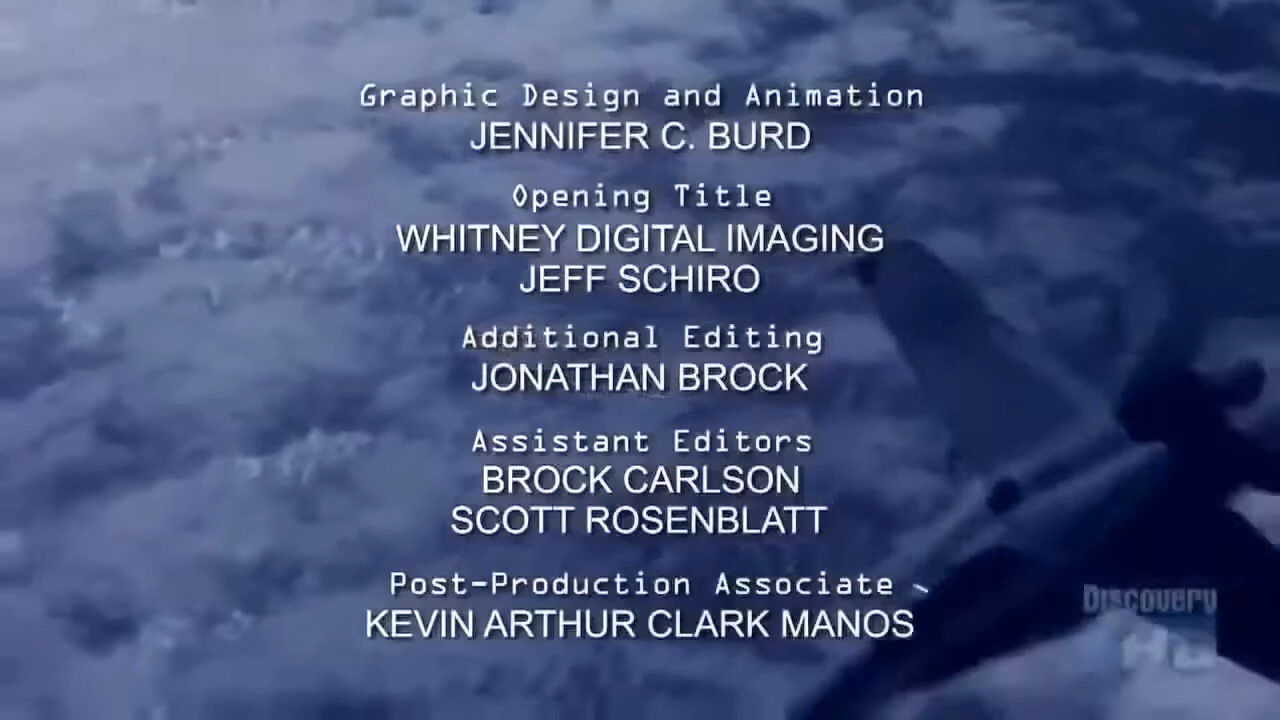 Graphic Design and Animation
JENNIFER C. BURD
Opening Title
WHITNEY DIGITAL IMAGING
JEFF SCHIRO
Additional Editing
JONATHAN BROCK
Assistant Editors
BROCK CARLSON
SCOTT ROSENBLATT
Post-Production Associate
KEVIN ARTHUR CLARK MANOS
Discovery
HD